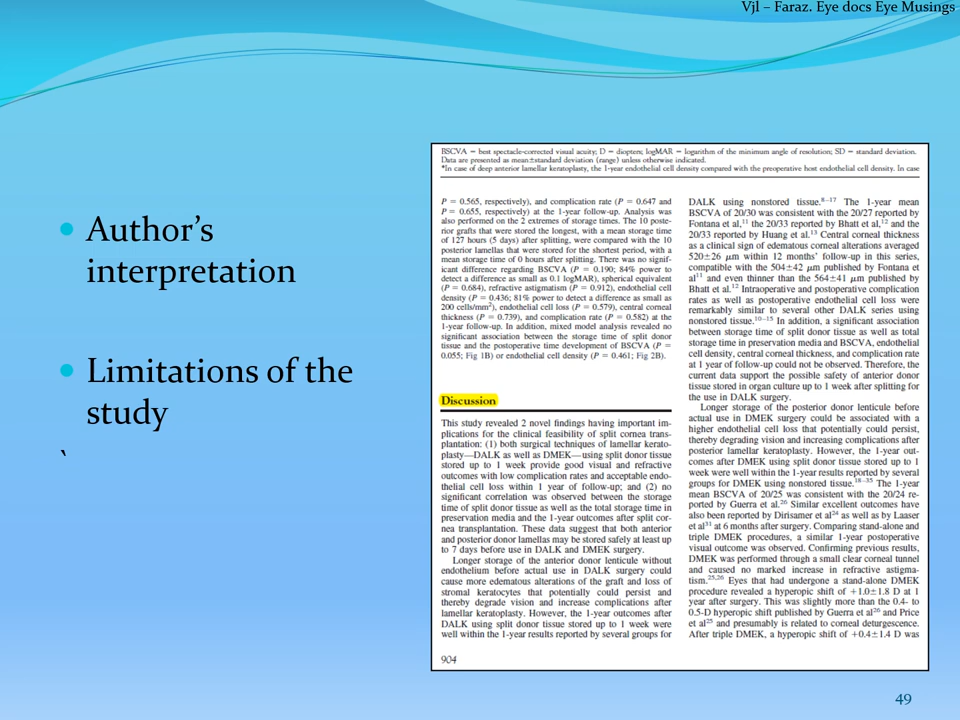 Vjl – Faraz. Eye docs Eye Musings
Author’s
interpretation
Limitations of the
study
‵
BSCVA = best spectacle-corrected visual acuity; D = diopters; logMAR = logarithm of the minimum angle of resolution; SD = standard deviation.
Data are presented as mean±standard deviation (range) unless otherwise indicated.
*In case of deep anterior lamellar keratoplasty, the 1-year endothelial cell density compared with the preoperative host endothelial cell density. In case
P = 0.565, respectively), and complication rate (P = 0.647 and
P = 0.655, respectively) at the 1-year follow-up. Analysis was
also performed on the 2 extremes of storage times. The 10 poste-
rior grafts that were stored the longest, with a mean storage time
of 127 hours (5 days) after splitting, were compared with the 10
posterior lamellas that were stored for the shortest period, with a
mean storage time of 0 hours after splitting. There was no signif-
icant difference regarding BSCVA (P = 0.190; 84% power to
detect a difference as small as 0.1 logMAR), spherical equivalent
(P = 0.684), refractive astigmatism (P = 0.912), endothelial cell
density (P = 0.436; 81% power to detect a difference as small as
200 cells/mm²), endothelial cell loss (P = 0.579), central corneal
thickness (P = 0.739), and complication rate (P = 0.582) at the
1-year follow-up. In addition, mixed model analysis revealed no
significant association between the storage time of split donor
tissue and the postoperative time development of BSCVA (P =
0.055; Fig 1B) or endothelial cell density (P = 0.461; Fig 2B).
Discussion
This study revealed 2 novel findings having important im-
plications for the clinical feasibility of split cornea trans-
plantation: (1) both surgical techniques of lamellar kerato-
plasty—DALK as well as DMEK—using split donor tissue
stored up to 1 week provide good visual and refractive
outcomes with low complication rates and acceptable endo-
thelial cell loss within 1 year of follow-up; and (2) no
significant correlation was observed between the storage
time of split donor tissue as well as the total storage time in
preservation media and the 1-year outcomes after split cor-
nea transplantation. These data suggest that both anterior
and posterior donor lamellas may be stored safely at least up
to 7 days before use in DALK and DMEK surgery.
Longer storage of the anterior donor lenticule without
endothelium before actual use in DALK surgery could
cause more edematous alterations of the graft and loss of
stromal keratocytes that potentially could persist and
thereby degrade vision and increase complications after
lamellar keratoplasty. However, the 1-year outcomes after
DALK using split donor tissue stored up to 1 week were
well within the 1-year results reported by several groups for
904
DALK using nonstored tissue.8–17 The 1-year mean
BSCVA of 20/30 was consistent with the 20/27 reported by
Fontana et al,11 the 20/33 reported by Bhatt et al,12 and the
20/33 reported by Huang et al.13 Central corneal thickness
as a clinical sign of edematous corneal alterations averaged
520±26 μm within 12 months’ follow-up in this series,
compatible with the 504±42 μm published by Fontana et
al11 and even thinner than the 564±41 μm published by
Bhatt et al.12 Intraoperative and postoperative complication
rates as well as postoperative endothelial cell loss were
remarkably similar to several other DALK series using
nonstored tissue.10–15 In addition, a significant association
between storage time of split donor tissue as well as total
storage time in preservation media and BSCVA, endothelial
cell density, central corneal thickness, and complication rate
at 1 year of follow-up could not be observed. Therefore, the
current data support the possible safety of anterior donor
tissue stored in organ culture up to 1 week after splitting for
the use in DALK surgery.
Longer storage of the posterior donor lenticule before
actual use in DMEK surgery could be associated with a
higher endothelial cell loss that potentially could persist,
thereby degrading vision and increasing complications after
posterior lamellar keratoplasty. However, the 1-year out-
comes after DMEK using split donor tissue stored up to 1
week were well within the 1-year results reported by several
groups for DMEK using nonstored tissue.18–35 The 1-year
mean BSCVA of 20/25 was consistent with the 20/24 re-
ported by Guerra et al.26 Similar excellent outcomes have
also been reported by Dirisamer et al24 as well as by Laaser
et al31 at 6 months after surgery. Comparing stand-alone and
triple DMEK procedures, a similar 1-year postoperative
visual outcome was observed. Confirming previous results,
DMEK was performed through a small clear corneal tunnel
and caused no marked increase in refractive astigma-
tism.25,26 Eyes that had undergone a stand-alone DMEK
procedure revealed a hyperopic shift of +1.0±1.8 D at 1
year after surgery. This was slightly more than the 0.4- to
0.5-D hyperopic shift published by Guerra et al26 and Price
et al25 and presumably is related to corneal deturgescence.
After triple DMEK, a hyperopic shift of +0.4±1.4 D was
49